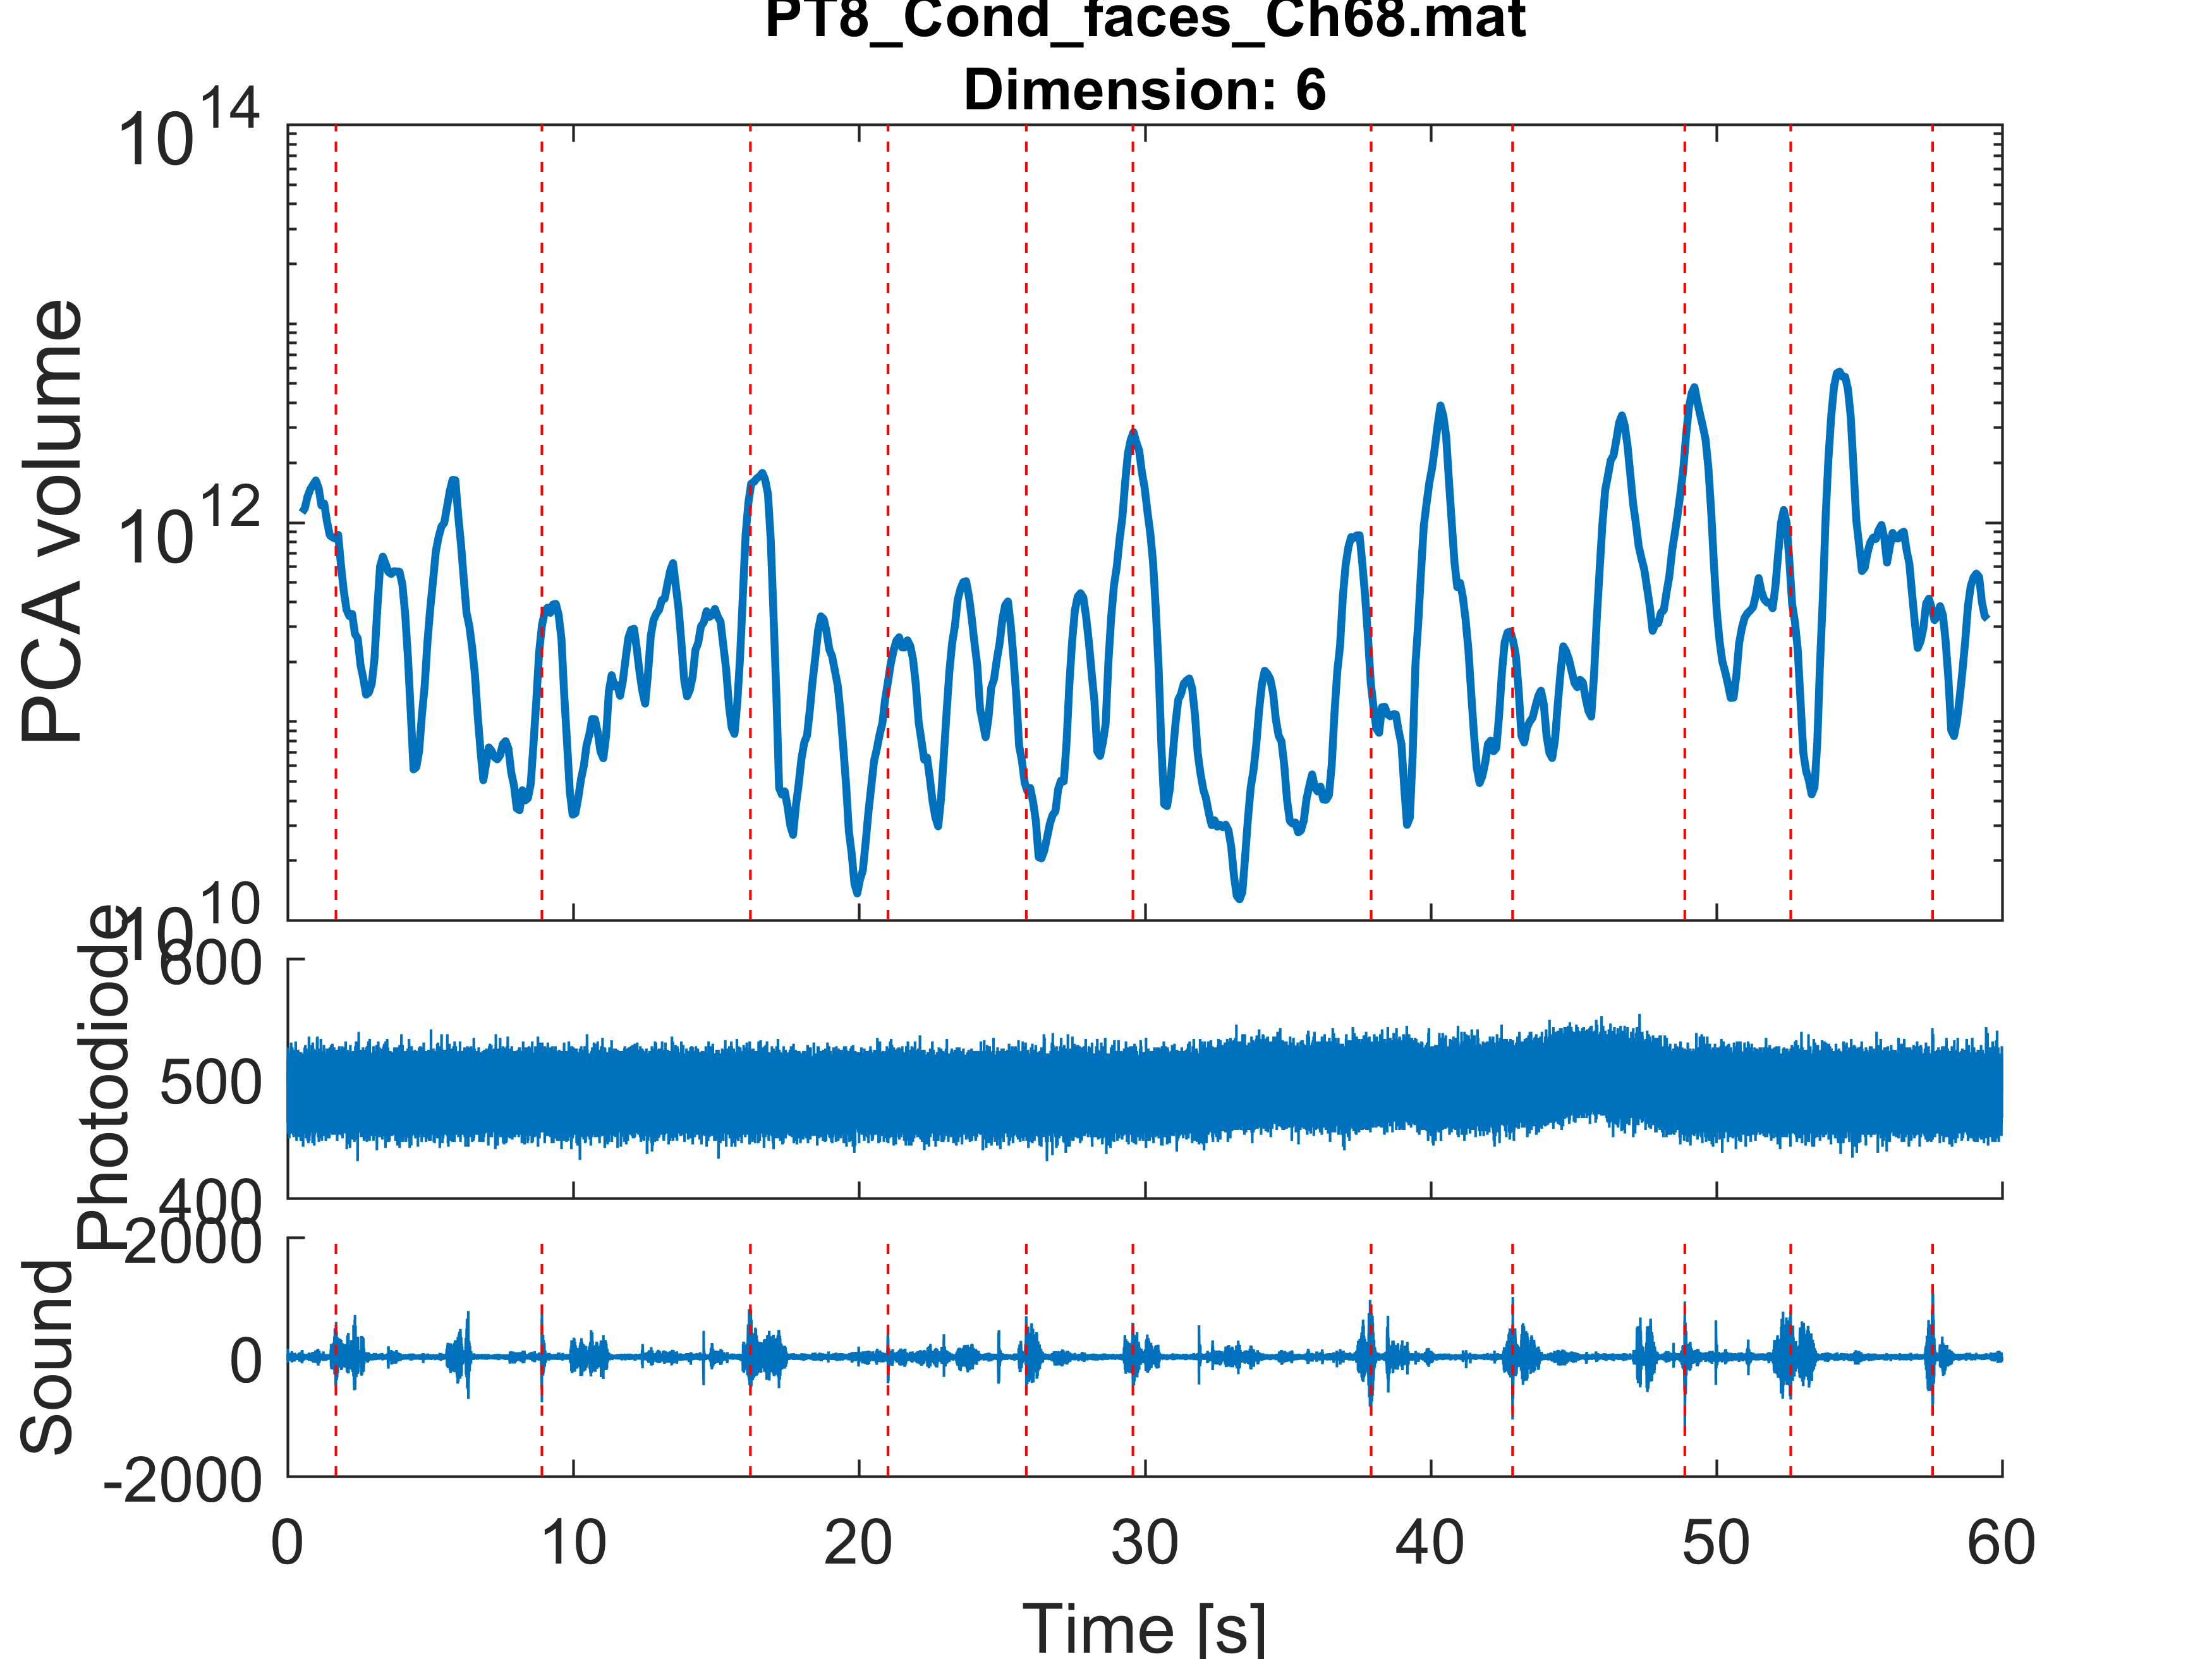 PT8_Cond_faces_Ch68.mat
Dimension: 6
10^14
10^12
10^10
PCA volume
600
500
400
Photodiode
2000
0
-2000
Sound
0 10 20 30 40 50 60
Time [s]